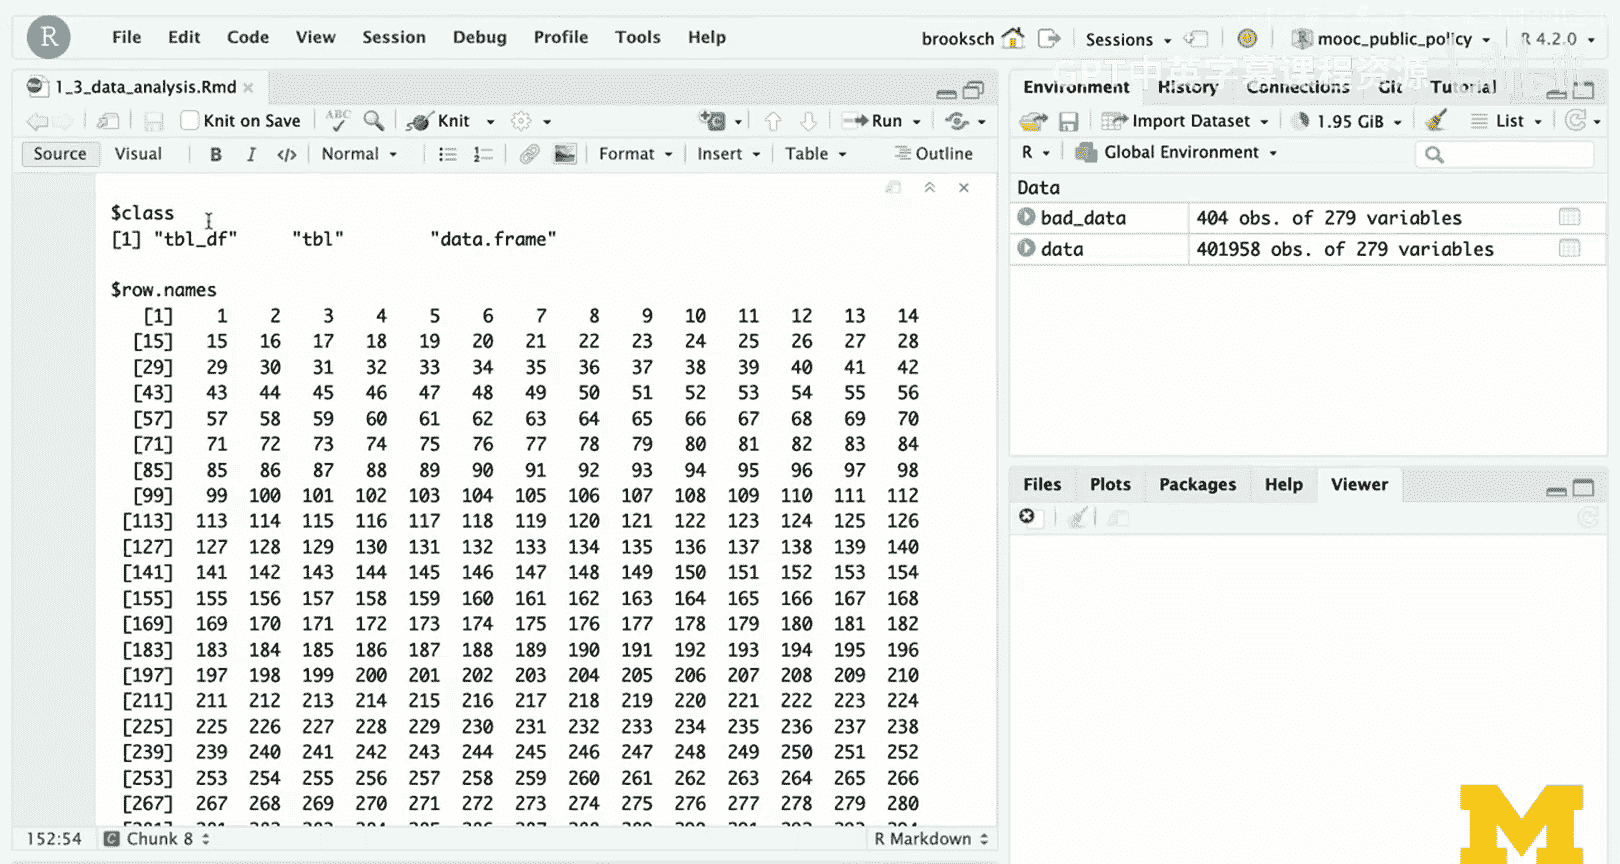 R File Edit Code View Session Debug Profile Tools Help brooksch Sessions mooc_public_policy R 4.2.0
GPT中英字幕课程资源
1_3_data_analysis.Rmd
Knit on Save ABC Knit Run
Source Visual B I </> Normal Format Insert Table Outline
$class
[1] "tbl_df" "tbl" "data.frame"
$row.names
[1] 1 2 3 4 5 6 7 8 9 10 11 12 13 14
[15] 15 16 17 18 19 20 21 22 23 24 25 26 27 28
[29] 29 30 31 32 33 34 35 36 37 38 39 40 41 42
[43] 43 44 45 46 47 48 49 50 51 52 53 54 55 56
[57] 57 58 59 60 61 62 63 64 65 66 67 68 69 70
[71] 71 72 73 74 75 76 77 78 79 80 81 82 83 84
[85] 85 86 87 88 89 90 91 92 93 94 95 96 97 98
[99] 99 100 101 102 103 104 105 106 107 108 109 110 111 112
[113] 113 114 115 116 117 118 119 120 121 122 123 124 125 126
[127] 127 128 129 130 131 132 133 134 135 136 137 138 139 140
[141] 141 142 143 144 145 146 147 148 149 150 151 152 153 154
[155] 155 156 157 158 159 160 161 162 163 164 165 166 167 168
[169] 169 170 171 172 173 174 175 176 177 178 179 180 181 182
[183] 183 184 185 186 187 188 189 190 191 192 193 194 195 196
[197] 197 198 199 200 201 202 203 204 205 206 207 208 209 210
[211] 211 212 213 214 215 216 217 218 219 220 221 222 223 224
[225] 225 226 227 228 229 230 231 232 233 234 235 236 237 238
[239] 239 240 241 242 243 244 245 246 247 248 249 250 251 252
[253] 253 254 255 256 257 258 259 260 261 262 263 264 265 266
[267] 267 268 269 270 271 272 273 274 275 276 277 278 279 280
152:54 C Chunk 8 R Markdown
Environment History Connections Git Tutorial
Import Dataset 1.95 GiB List
R Global Environment
Data
bad_data 404 obs. of 279 variables
data 401958 obs. of 279 variables
Files Plots Packages Help Viewer
M